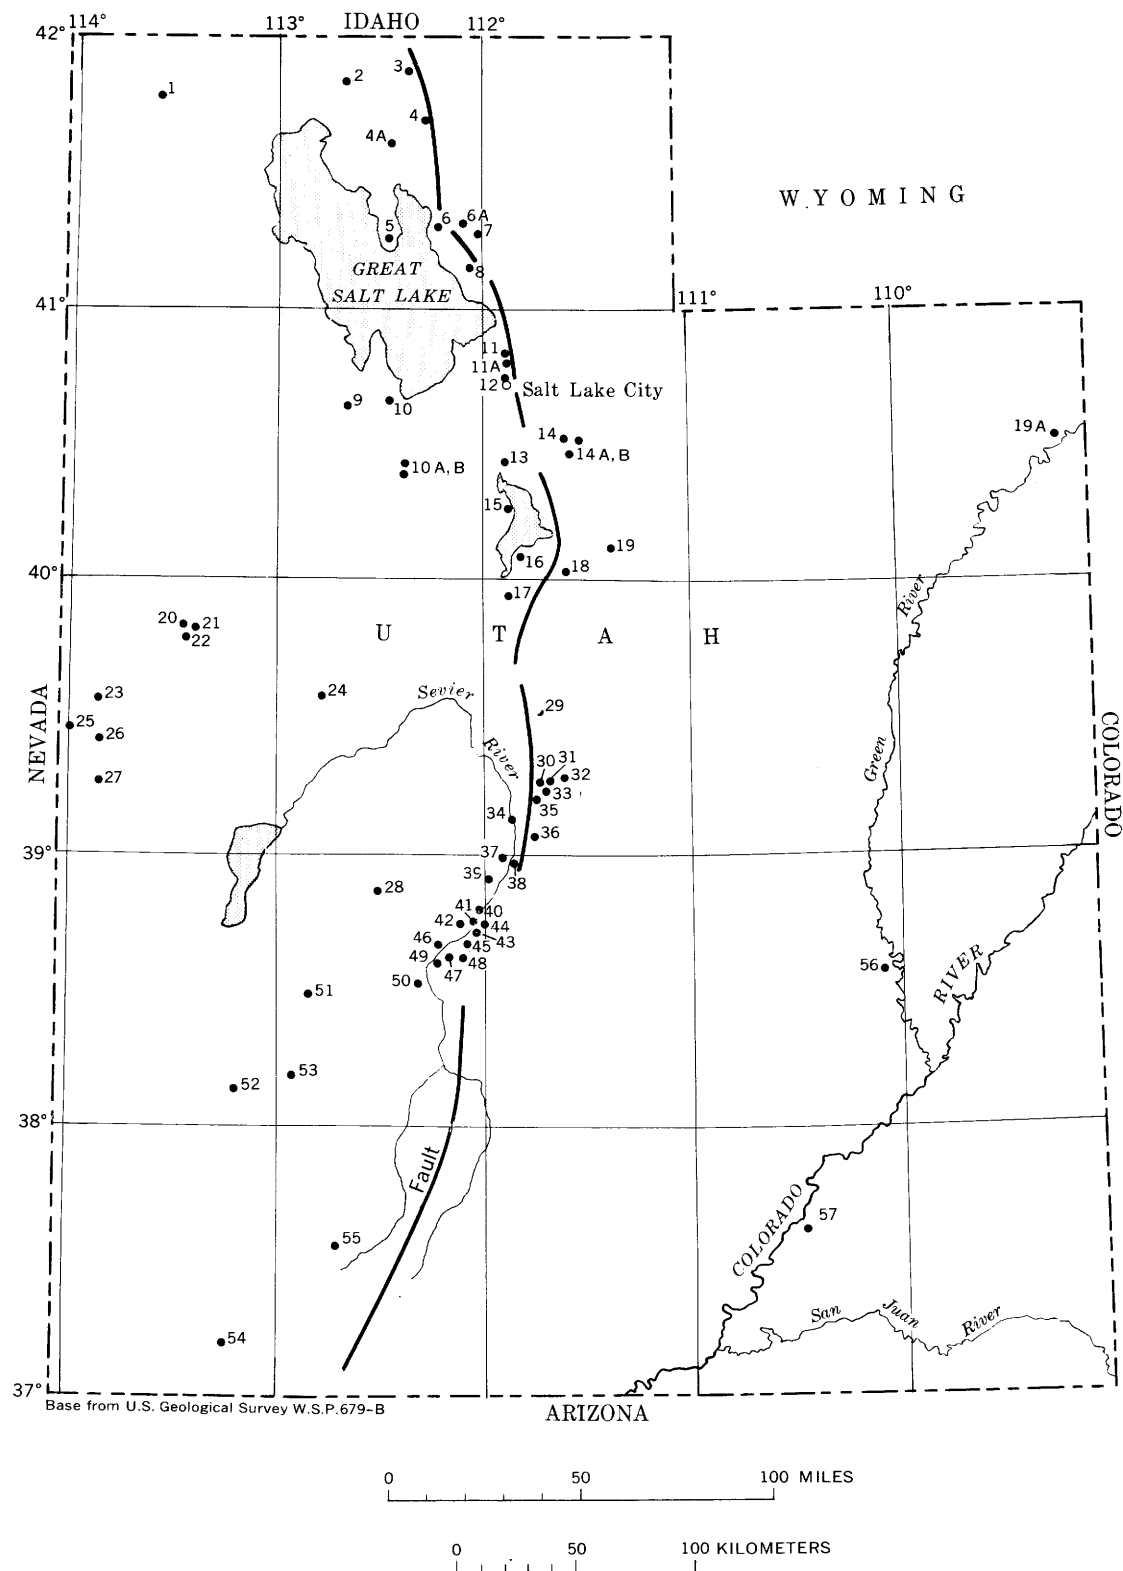 114°
113°
IDAHO
112°
42°
3
2
1
4
4A
WYOMING
6A
6
7
5
8
GREAT
SALT LAKE
41°
111°
110°
11
11A
12
Salt Lake City
9
10
19A
14
14A, B
13
10A, B
15
19
16
18
40°
17
River
20
21
22
U T A H
23
24
Sevier
29
25
26
NEVADA
COLORADO
River
Green
30
31
32
27
33
35
34
36
39°
37
38
39
28
41
40
42
44
43
46
45
49
47
48
50
56
RIVER
51
53
52
38°
Fault
COLORADO
57
55
San Juan River
54
37°
Base from U.S. Geological Survey W.S.P. 679-B
ARIZONA
0 50 100 MILES
0 50 100 KILOMETERS